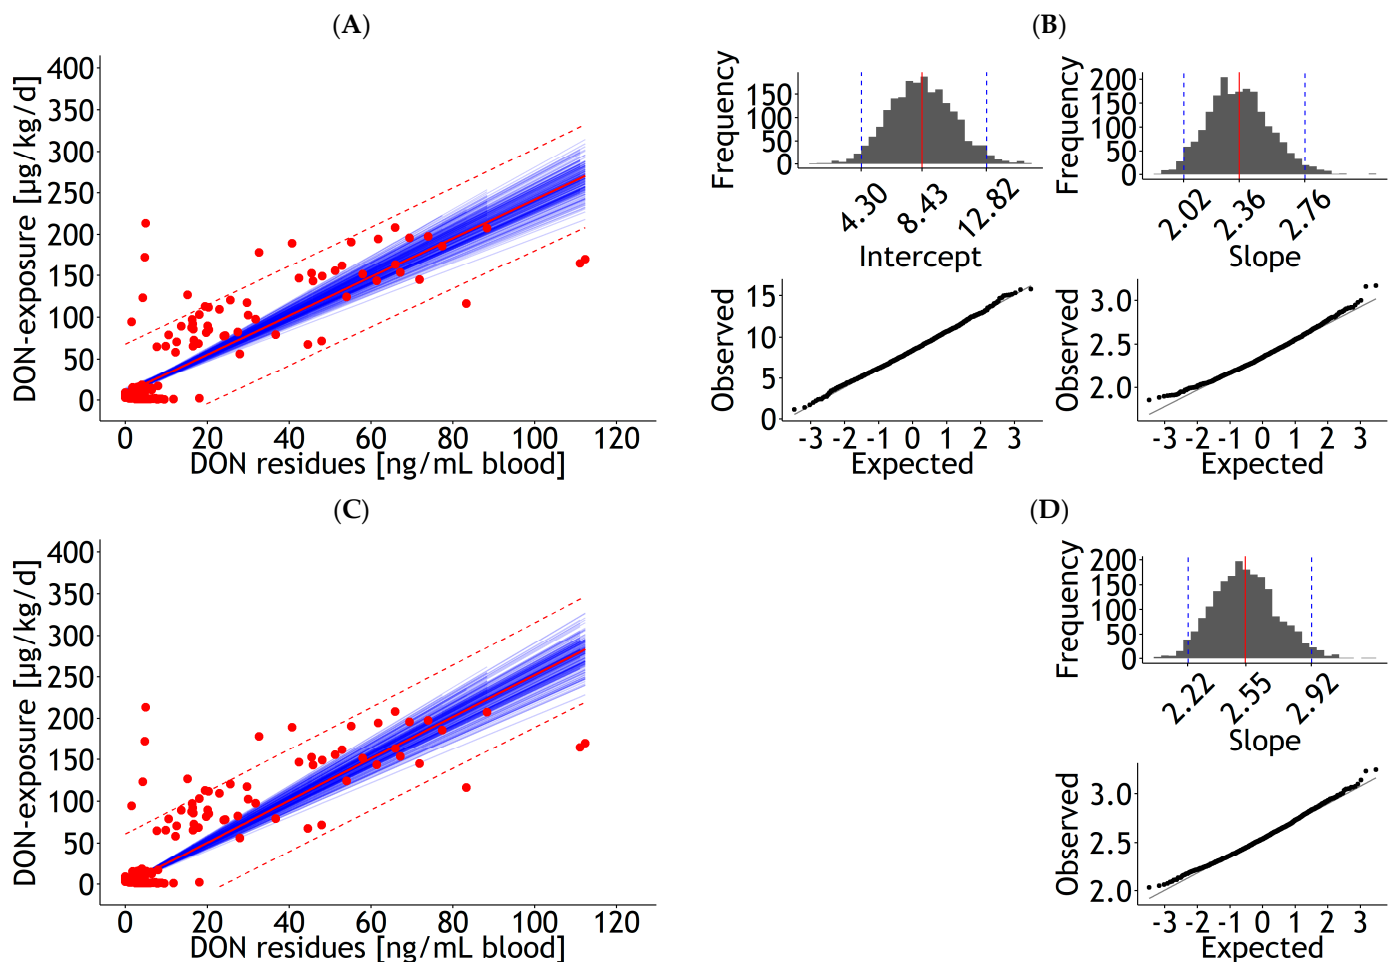 (A)
400
350
300
250
200
150
100
50
0
DON-exposure [µg/kg/d]
0 20 40 60 80 100 120
DON residues [ng/mL blood]
(B)
Frequency
150
100
50
0
4.30 8.43 12.82
Intercept
Frequency
200
150
100
50
0
2.02 2.36 2.76
Slope
Observed
15
10
5
0
-3 -2 -1 0 1 2 3
Expected
Observed
3.0
2.5
2.0
-3 -2 -1 0 1 2 3
Expected
(C)
400
350
300
250
200
150
100
50
0
DON-exposure [µg/kg/d]
0 20 40 60 80 100 120
DON residues [ng/mL blood]
(D)
Frequency
200
150
100
50
0
2.22 2.55 2.92
Slope
Observed
3.0
2.5
2.0
-3 -2 -1 0 1 2 3
Expected